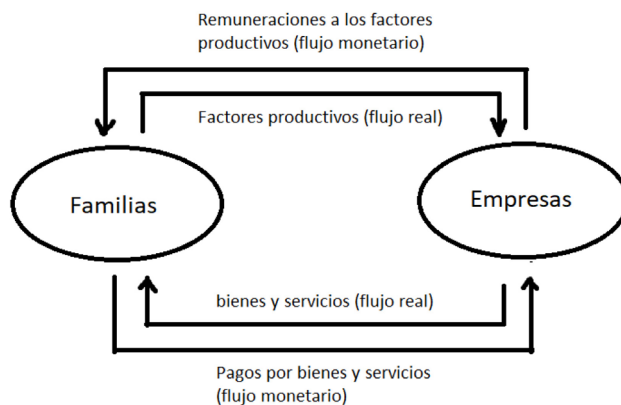 Remuneraciones a los factores
productivos (flujo monetario)
Factores productivos (flujo real)
Familias
Empresas
bienes y servicios (flujo real)
Pagos por bienes y servicios
(flujo monetario)